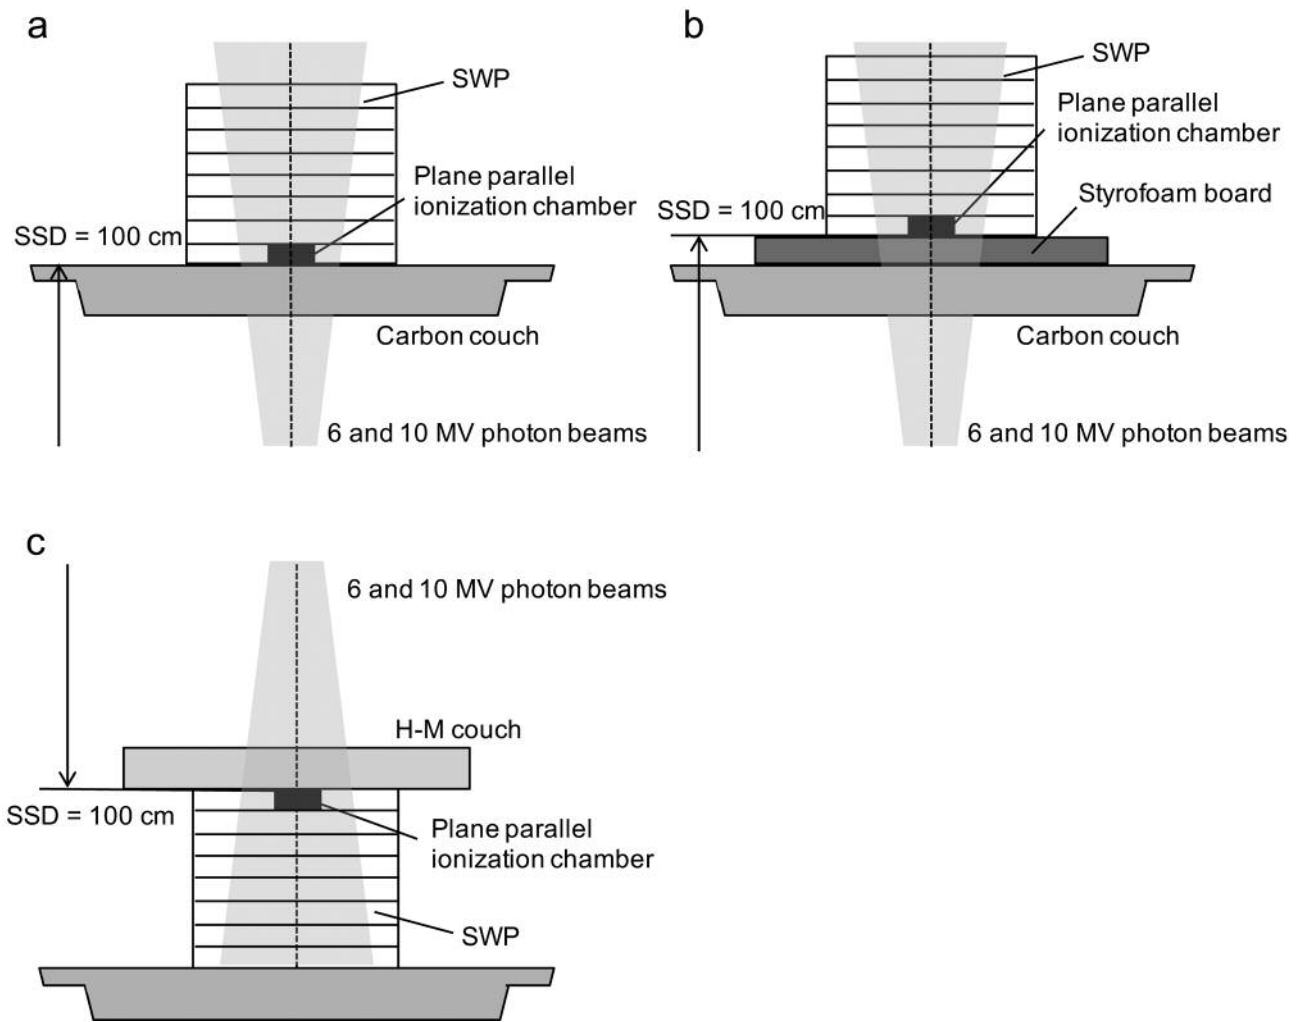 a
SWP
Plane parallel
ionization chamber
SSD = 100 cm
Carbon couch
6 and 10 MV photon beams
b
SWP
Plane parallel
ionization chamber
Styrofoam board
SSD = 100 cm
Carbon couch
6 and 10 MV photon beams
c
6 and 10 MV photon beams
H-M couch
SSD = 100 cm
Plane parallel
ionization chamber
SWP